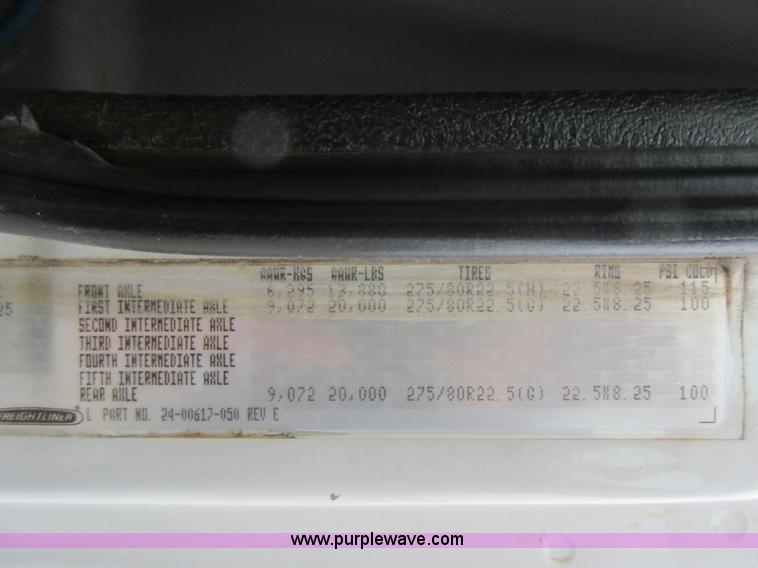 GAWR-KGS GAWR-LBS TIRES RIMS PSI COLD
FRONT AXLE 6,295 13,880 275/80R22.5(H) 22.5X8.25 115
FIRST INTERMEDIATE AXLE 9,072 20,000 275/80R22.5(G) 22.5X8.25 100
25
SECOND INTERMEDIATE AXLE
THIRD INTERMEDIATE AXLE
FOURTH INTERMEDIATE AXLE
FIFTH INTERMEDIATE AXLE
REAR AXLE 9,072 20,000 275/80R22.5(G) 22.5X8.25 100
FREIGHTLINER L PART NO. 24-00617-050 REV E
www.purplewave.com